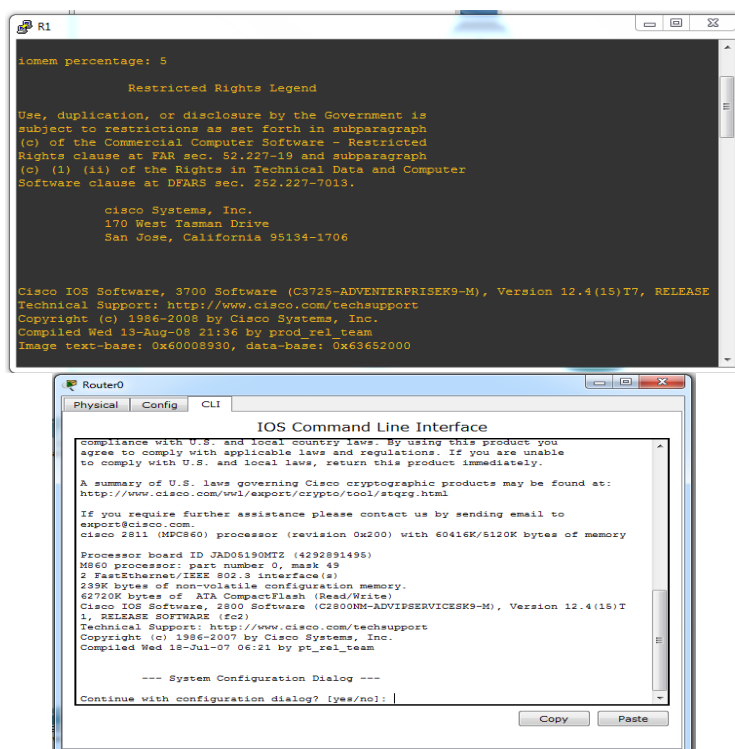 R1
iomem percentage: 5
Restricted Rights Legend
Use, duplication, or disclosure by the Government is
subject to restrictions as set forth in subparagraph
(c) of the Commercial Computer Software - Restricted
Rights clause at FAR sec. 52.227-19 and subparagraph
(c) (1) (ii) of the Rights in Technical Data and Computer
Software clause at DFARS sec. 252.227-7013.
cisco Systems, Inc.
170 West Tasman Drive
San Jose, California 95134-1706
Cisco IOS Software, 3700 Software (C3725-ADVENTERPRISEK9-M), Version 12.4(15)T7, RELEASE
Technical Support: http://www.cisco.com/techsupport
Copyright (c) 1986-2008 by Cisco Systems, Inc.
Compiled Wed 13-Aug-08 21:36 by prod_rel_team
Image text-base: 0x60008930, data-base: 0x63652000
Router0
Physical Config CLI
IOS Command Line Interface
compliance with U.S. and local country laws. By using this product you
agree to comply with applicable laws and regulations. If you are unable
to comply with U.S. and local laws, return this product immediately.
A summary of U.S. laws governing Cisco cryptographic products may be found at:
http://www.cisco.com/wwl/export/crypto/tool/stqrg.html
If you require further assistance please contact us by sending email to
export@cisco.com.
cisco 2811 (MPC860) processor (revision 0x200) with 60416K/5120K bytes of memory
Processor board ID JAD05190MTZ (4292891495)
M860 processor: part number 0, mask 49
2 FastEthernet/IEEE 802.3 interface(s)
239K bytes of non-volatile configuration memory.
62720K bytes of ATA CompactFlash (Read/Write)
Cisco IOS Software, 2800 Software (C2800NM-ADVIPSERVICESK9-M), Version 12.4(15)T
1, RELEASE SOFTWARE (fc2)
Technical Support: http://www.cisco.com/techsupport
Copyright (c) 1986-2007 by Cisco Systems, Inc.
Compiled Wed 18-Jul-07 06:21 by pt_rel_team
--- System Configuration Dialog ---
Continue with configuration dialog? [yes/no]:
Copy Paste